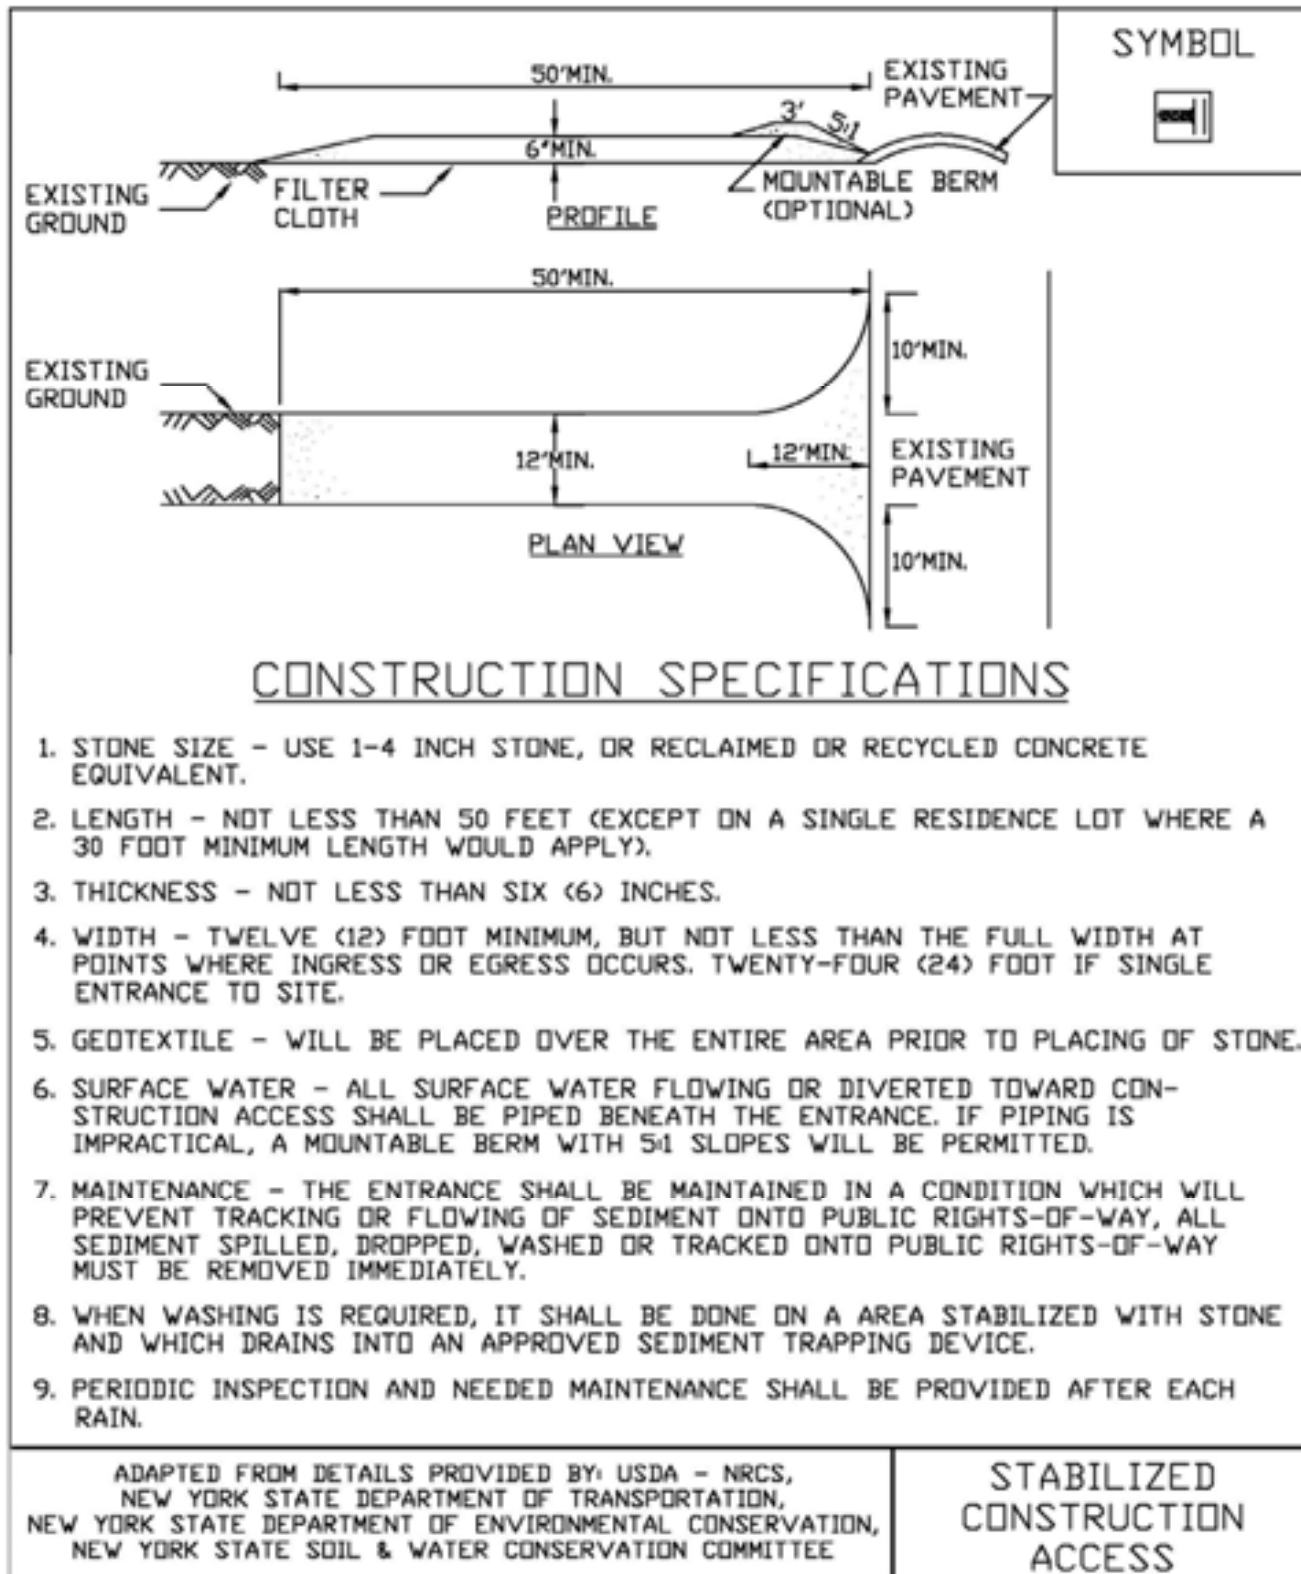 SYMBOL
50'MIN.
EXISTING
PAVEMENT
3'
5:1
6"MIN.
EXISTING
GROUND
FILTER
CLOTH
PROFILE
MOUNTABLE BERM
(OPTIONAL)
50'MIN.
10'MIN.
EXISTING
GROUND
12'MIN.
12'MIN.
EXISTING
PAVEMENT
PLAN VIEW
10'MIN.
CONSTRUCTION SPECIFICATIONS
1. STONE SIZE - USE 1-4 INCH STONE, OR RECLAIMED OR RECYCLED CONCRETE
EQUIVALENT.
2. LENGTH - NOT LESS THAN 50 FEET (EXCEPT ON A SINGLE RESIDENCE LOT WHERE A
30 FOOT MINIMUM LENGTH WOULD APPLY).
3. THICKNESS - NOT LESS THAN SIX (6) INCHES.
4. WIDTH - TWELVE (12) FOOT MINIMUM, BUT NOT LESS THAN THE FULL WIDTH AT
POINTS WHERE INGRESS OR EGRESS OCCURS. TWENTY-FOUR (24) FOOT IF SINGLE
ENTRANCE TO SITE.
5. GEOTEXTILE - WILL BE PLACED OVER THE ENTIRE AREA PRIOR TO PLACING OF STONE.
6. SURFACE WATER - ALL SURFACE WATER FLOWING OR DIVERTED TOWARD CON-
STRUCTION ACCESS SHALL BE PIPED BENEATH THE ENTRANCE. IF PIPING IS
IMPRACTICAL, A MOUNTABLE BERM WITH 5:1 SLOPES WILL BE PERMITTED.
7. MAINTENANCE - THE ENTRANCE SHALL BE MAINTAINED IN A CONDITION WHICH WILL
PREVENT TRACKING OR FLOWING OF SEDIMENT ONTO PUBLIC RIGHTS-OF-WAY, ALL
SEDIMENT SPILLED, DROPPED, WASHED OR TRACKED ONTO PUBLIC RIGHTS-OF-WAY
MUST BE REMOVED IMMEDIATELY.
8. WHEN WASHING IS REQUIRED, IT SHALL BE DONE ON A AREA STABILIZED WITH STONE
AND WHICH DRAINS INTO AN APPROVED SEDIMENT TRAPPING DEVICE.
9. PERIODIC INSPECTION AND NEEDED MAINTENANCE SHALL BE PROVIDED AFTER EACH
RAIN.
ADAPTED FROM DETAILS PROVIDED BY: USDA - NRCS,
NEW YORK STATE DEPARTMENT OF TRANSPORTATION,
NEW YORK STATE DEPARTMENT OF ENVIRONMENTAL CONSERVATION,
NEW YORK STATE SOIL & WATER CONSERVATION COMMITTEE
STABILIZED
CONSTRUCTION
ACCESS